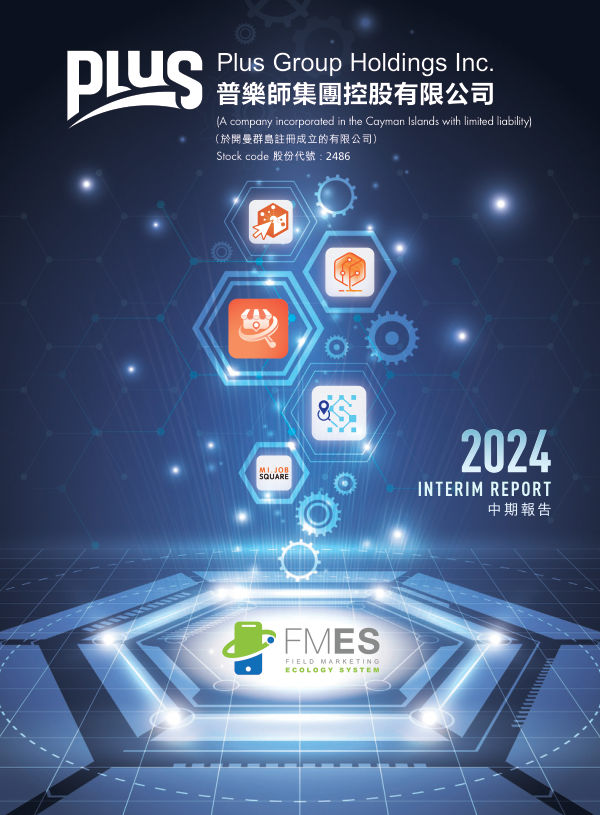 PLUS
Plus Group Holdings Inc.
普樂師集團控股有限公司
(A company incorporated in the Cayman Islands with limited liability)
(於開曼群島註冊成立的有限公司)
Stock code 股份代號 : 2486
MI.JOB
SQUARE
2024
INTERIM REPORT
中期報告
FMES
FIELD MARKETING
ECOLOGY SYSTEM